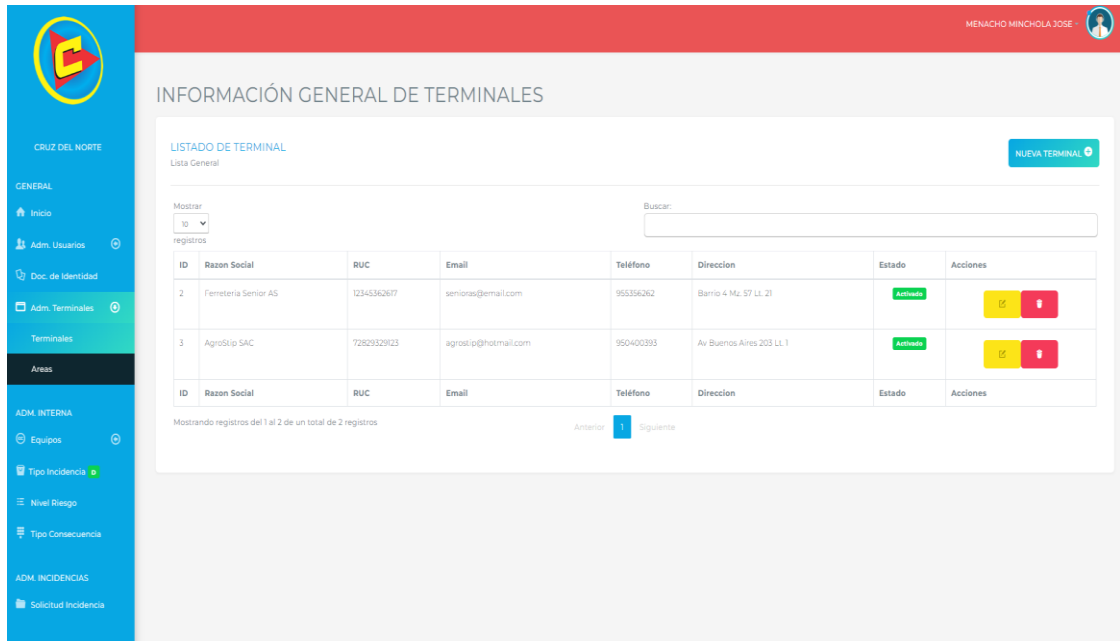 MENACHO MINCHOLA JOSE
C
CRUZ DEL NORTE
GENERAL
Inicio
Adm. Usuarios
Doc. de Identidad
Adm. Terminales
Terminales
Areas
ADM. INTERNA
Equipos
Tipo Incidencia
Nivel Riesgo
Tipo Consecuencia
ADM. INCIDENCIAS
Solicitud Incidencia
INFORMACIÓN GENERAL DE TERMINALES
LISTADO DE TERMINAL
Lista General
NUEVA TERMINAL
Mostrar
10
registros
Buscar:
ID Razon Social RUC Email Teléfono Direccion Estado Acciones
2 Ferreteria Senior AS 12345362617 senioras@email.com 955356262 Barrio 4 Mz. 57 Lt. 21 Activado
3 AgroStip SAC 72829329123 agrostip@hotmail.com 950400393 Av Buenos Aires 203 Lt. 1 Activado
ID Razon Social RUC Email Teléfono Direccion Estado Acciones
Mostrando registros del 1 al 2 de un total de 2 registros
Anterior 1 Siguiente